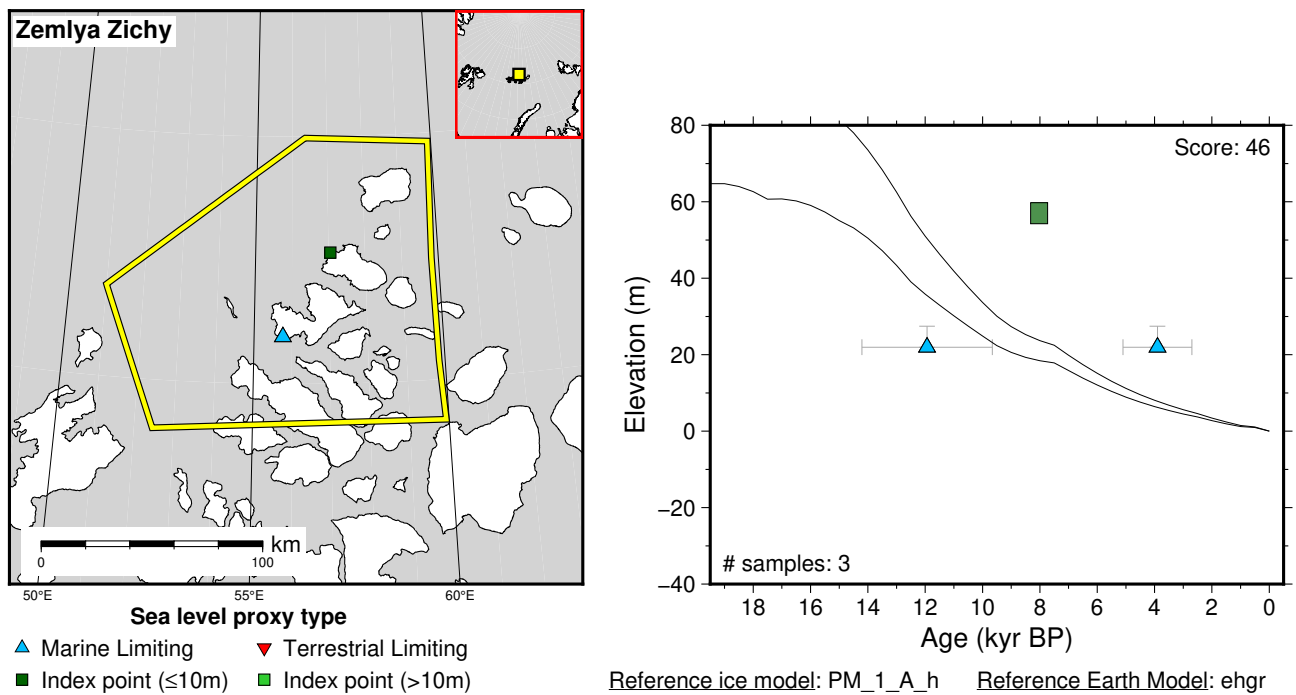 Zemlya Zichy
km
0
100
50°E
55°E
60°E
Sea level proxy type
Marine Limiting
Terrestrial Limiting
Index point (≤10m)
Index point (>10m)
80
60
40
20
0
−20
−40
Elevation (m)
Score: 46
# samples: 3
18 16 14 12 10 8 6 4 2 0
Age (kyr BP)
Reference ice model: PM_1_A_h Reference Earth Model: ehgr